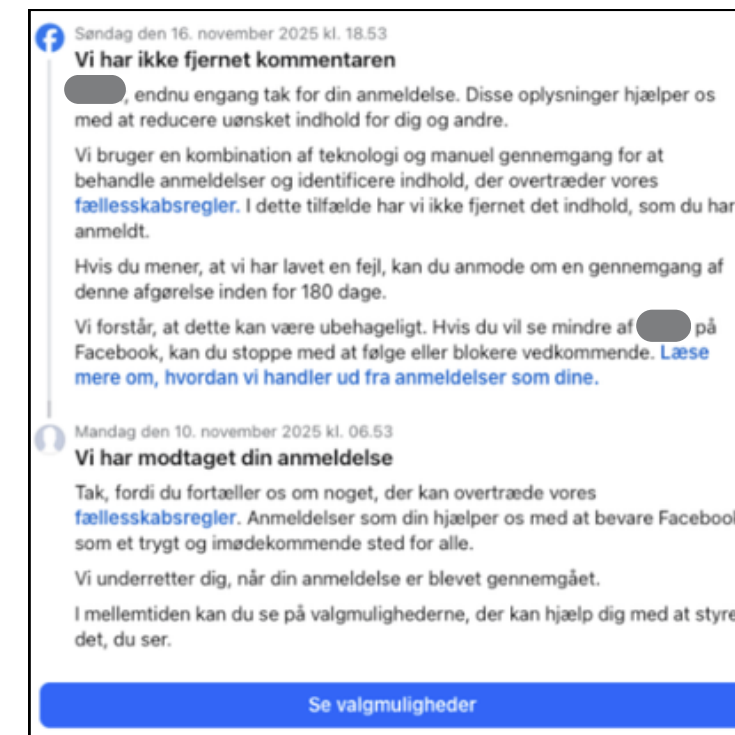 Søndag den 16. november 2025 kl. 18.53
Vi har ikke fjernet kommentaren
, endnu engang tak for din anmeldelse. Disse oplysninger hjælper os
med at reducere uønsket indhold for dig og andre.
Vi bruger en kombination af teknologi og manuel gennemgang for at
behandle anmeldelser og identificere indhold, der overtræder vores
fællesskabsregler. I dette tilfælde har vi ikke fjernet det indhold, som du har
anmeldt.
Hvis du mener, at vi har lavet en fejl, kan du anmode om en gennemgang af
denne afgørelse inden for 180 dage.
Vi forstår, at dette kan være ubehageligt. Hvis du vil se mindre af på
Facebook, kan du stoppe med at følge eller blokere vedkommende. Læse
mere om, hvordan vi handler ud fra anmeldelser som dine.
Mandag den 10. november 2025 kl. 06.53
Vi har modtaget din anmeldelse
Tak, fordi du fortæller os om noget, der kan overtræde vores
fællesskabsregler. Anmeldelser som din hjælper os med at bevare Facebook
som et trygt og imødekommende sted for alle.
Vi underretter dig, når din anmeldelse er blevet gennemgået.
I mellemtiden kan du se på valgmulighederne, der kan hjælp dig med at styre
det, du ser.
Se valgmuligheder